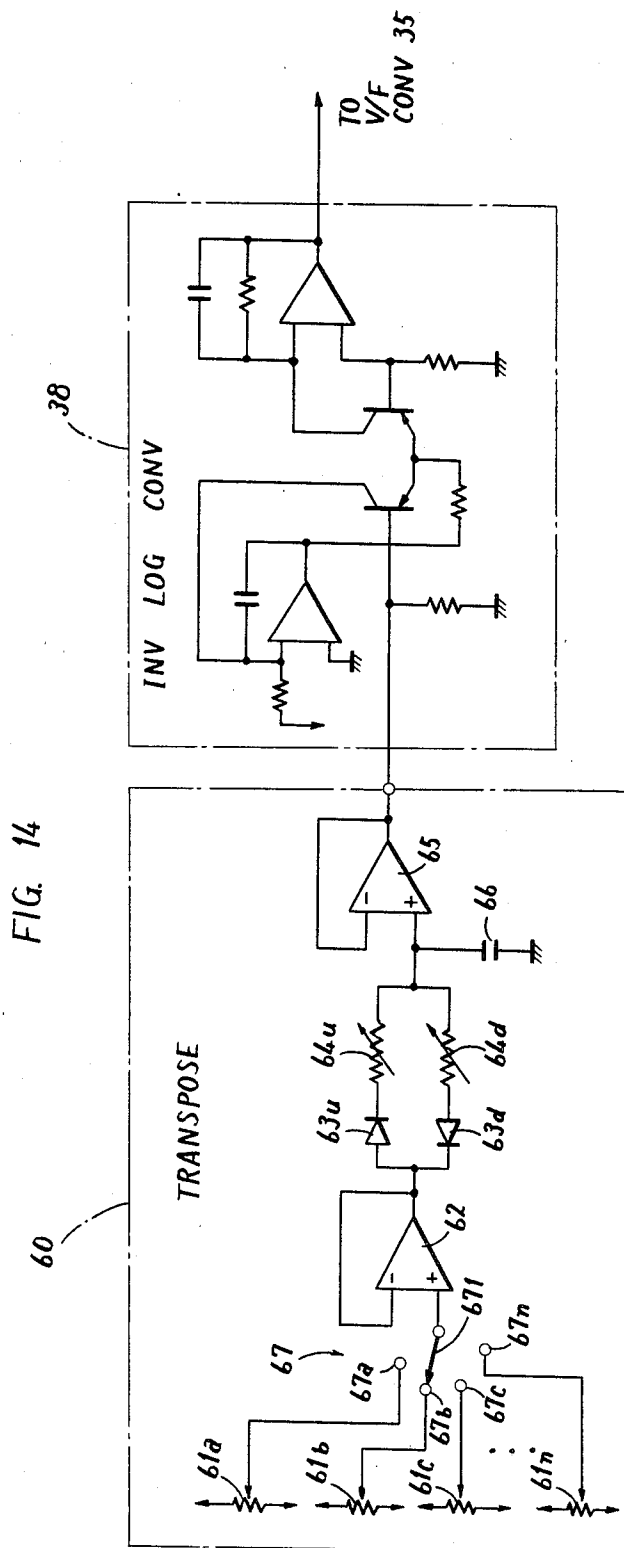 FIG. 14
60
TRANSPOSE
38
INV LOG CONV
TO
V/F
CONV 35
61a
61b
61c
61n
67
67a
67b
67c
67n
671
. . .
-
+
62
63u
63d
64u
64d
-
+
65
66